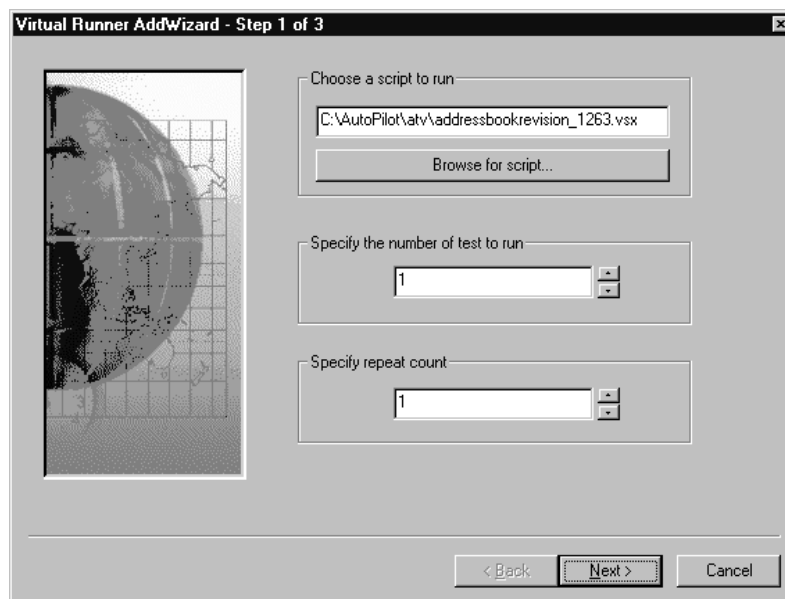 Virtual Runner AddWizard - Step 1 of 3
Choose a script to run
C:\AutoPilot\atv\addressbookrevision_1263.vsx
Browse for script...
Specify the number of test to run
1
Specify repeat count
1
< Back
Next >
Cancel